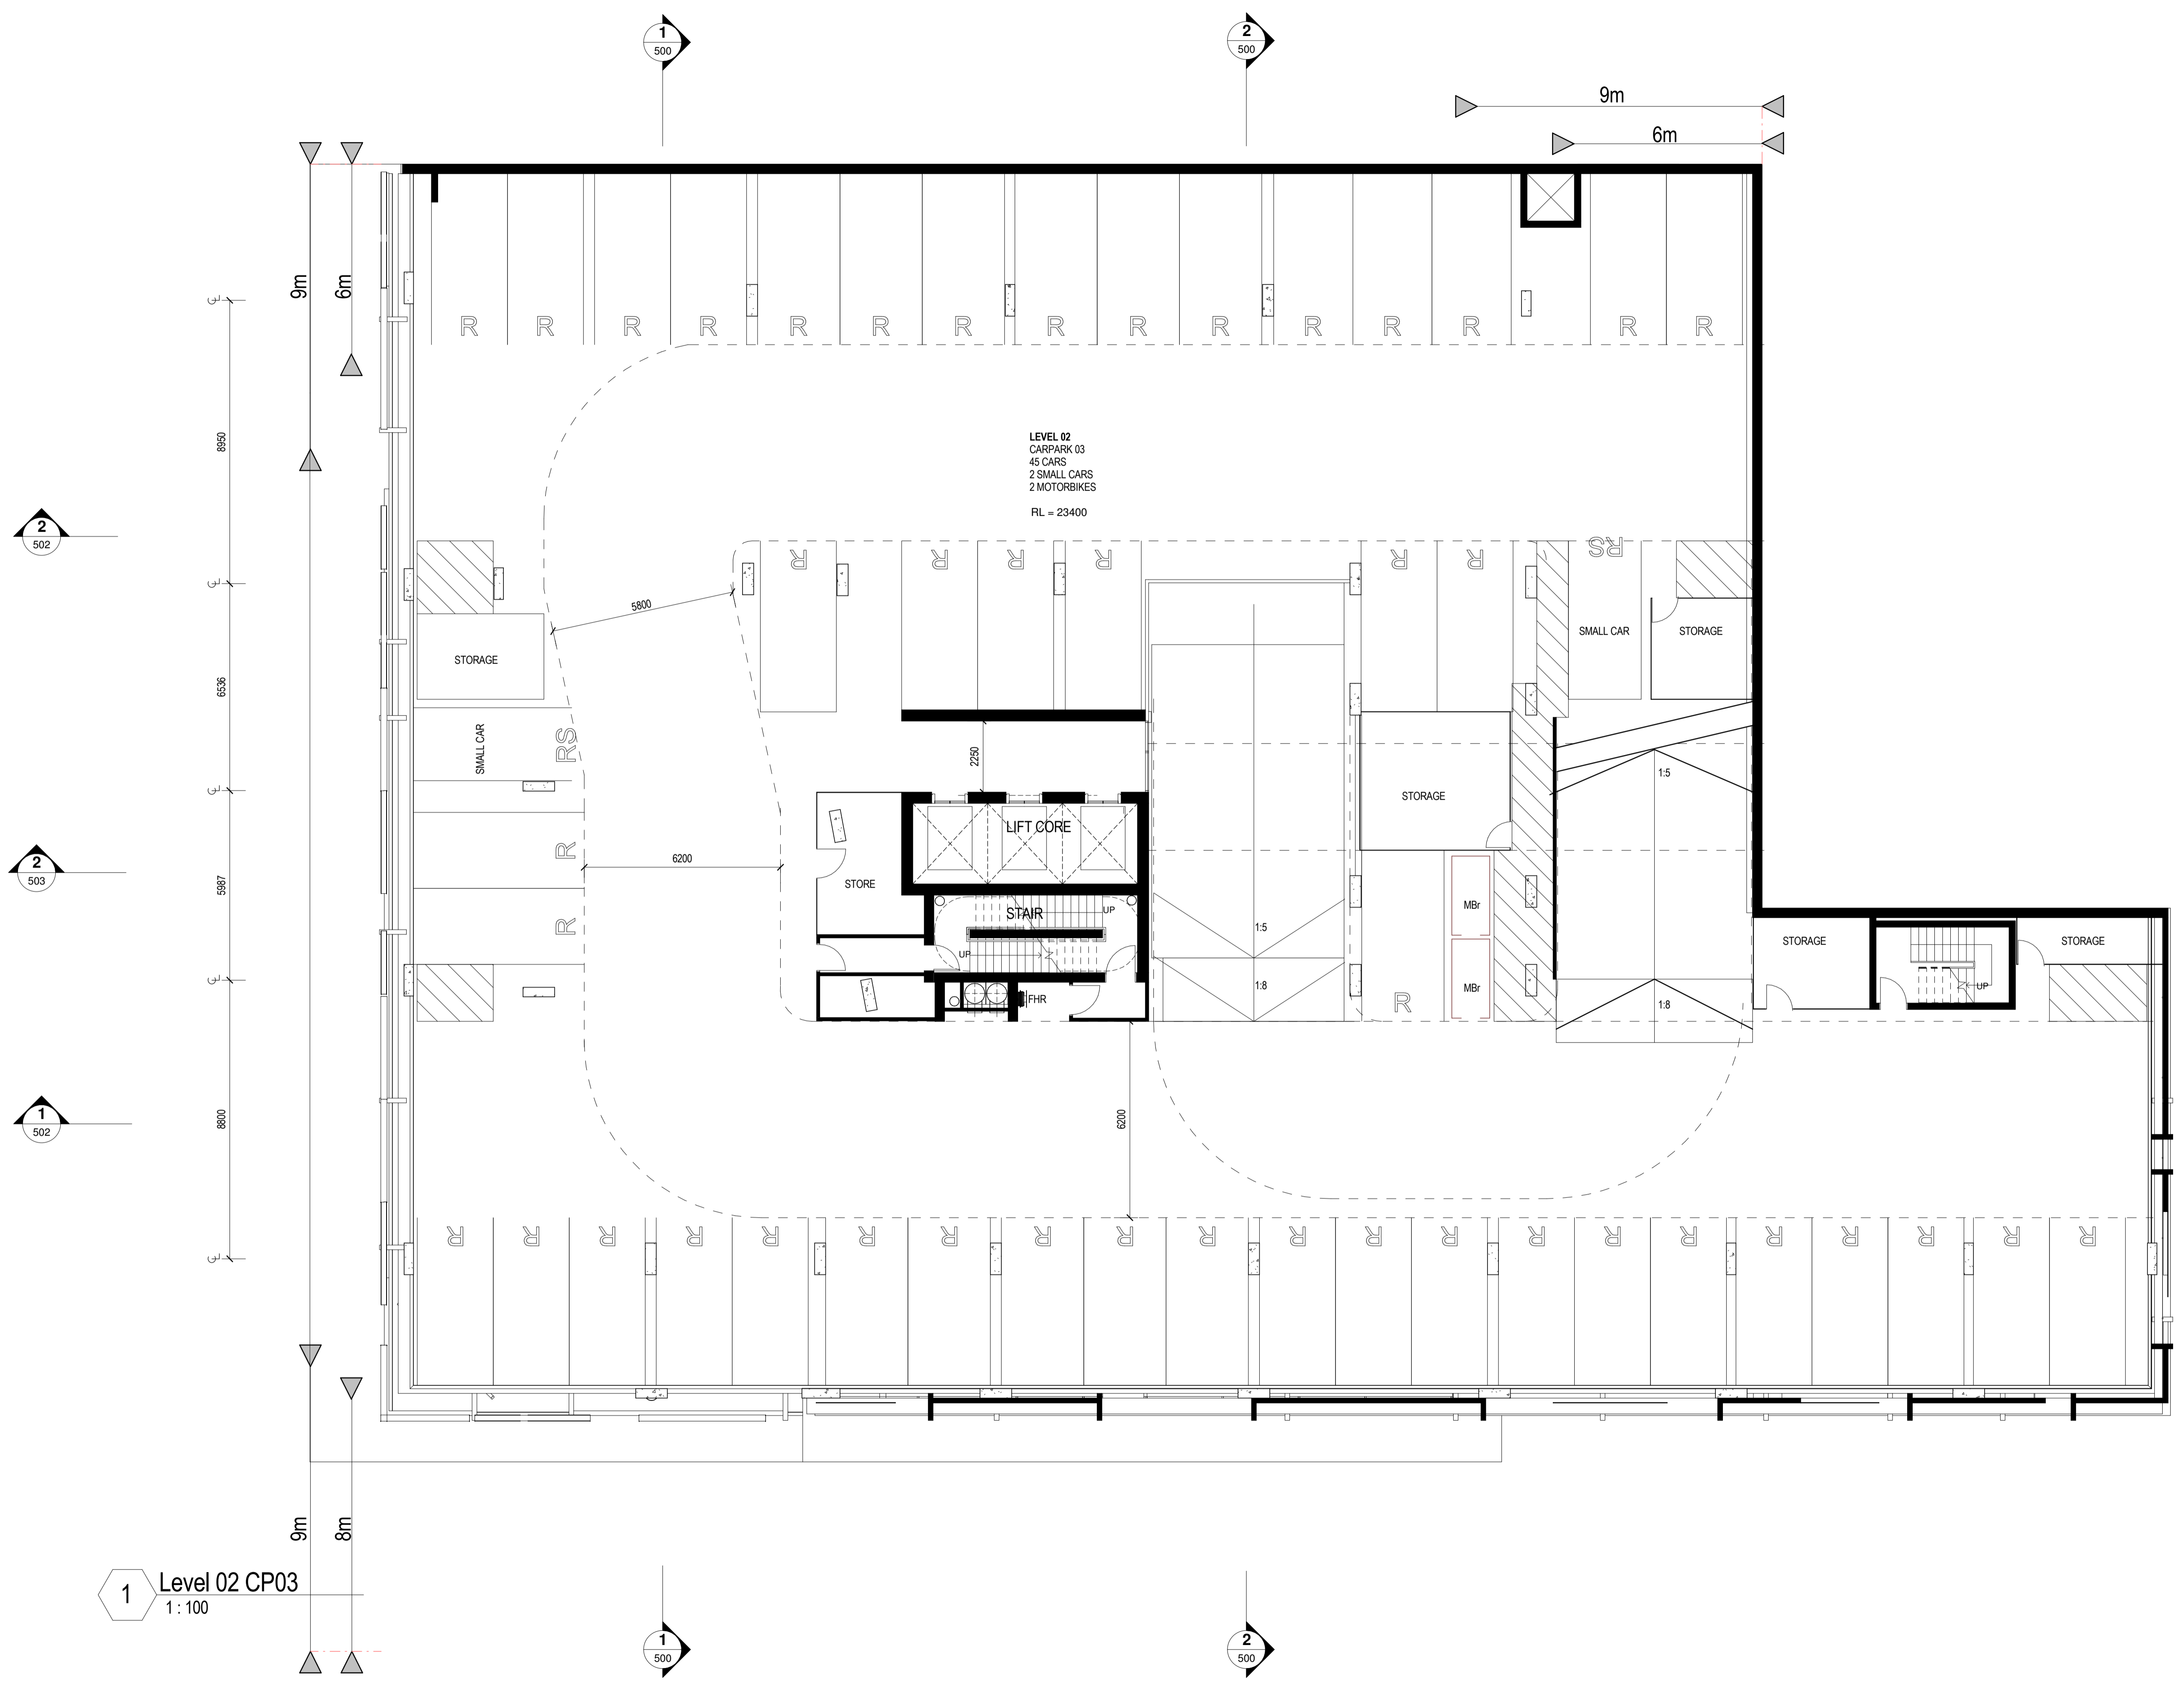 1
500
2
500
9m
6m
9m
6m
R R R R R R R R R R R R R R R
8950
LEVEL 02
CARPARK 03
45 CARS
2 SMALL CARS
2 MOTORBIKES
RL = 23400
2
502
R R R R R R RS
5800
SMALL CAR
STORAGE
STORAGE
6536
SMALL CAR
RS
2250
1:5
STORAGE
LIFT CORE
R
6200
2
503
5987
STORE
MBr
STAIR
UP
R
1:5
STORAGE
STORAGE
UP
1:8
MBr
UP
FHR
R
1:8
1
502
8800
6200
R R R R R R R R R R R R R R R R R R R R R
9m
8m
1
Level 02 CP03
1 : 100
1
500
2
500